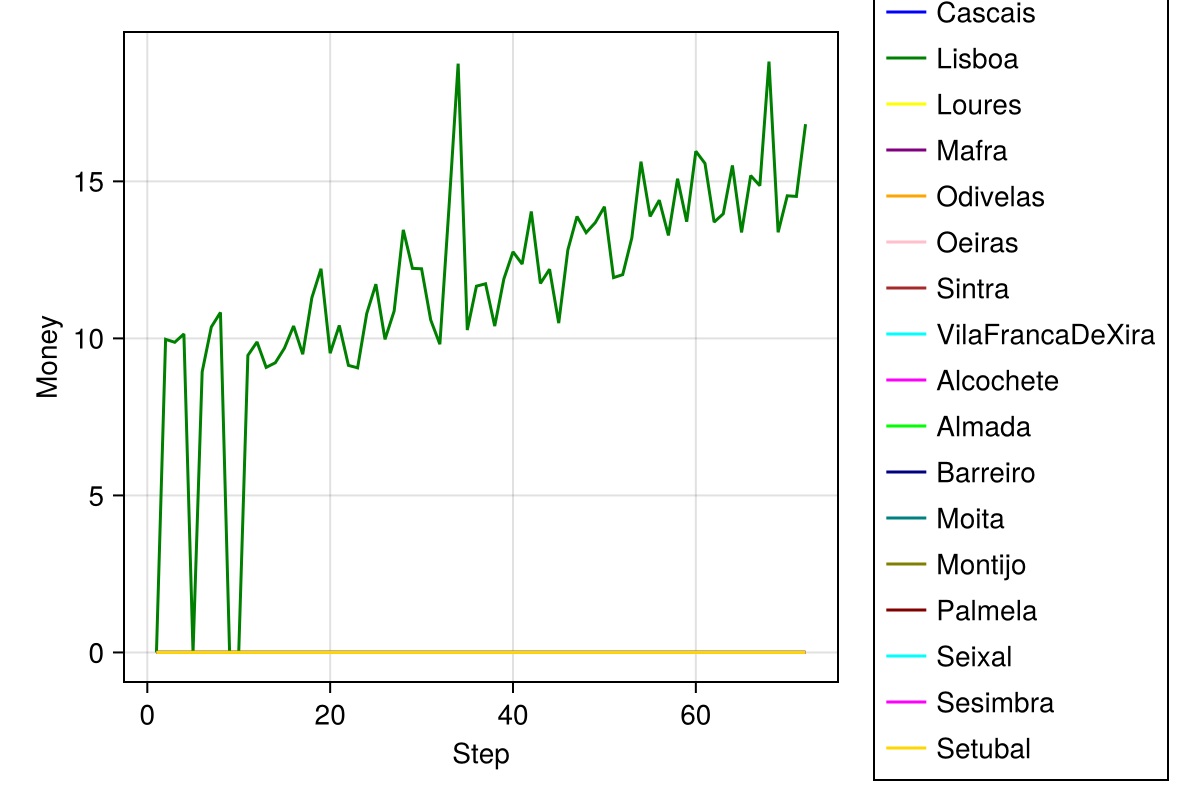 Money
15
10
5
0
0
20
40
60
Step
Cascais
Lisboa
Loures
Mafra
Odivelas
Oeiras
Sintra
VilaFrancaDeXira
Alcochete
Almada
Barreiro
Moita
Montijo
Palmela
Seixal
Sesimbra
Setubal